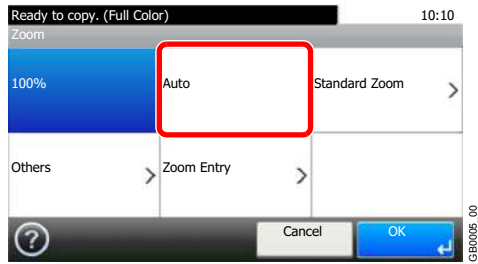 Ready to copy. (Full Color) 10:10
Zoom
100% Auto Standard Zoom
Others Zoom Entry
? Cancel OK
GB0005_00